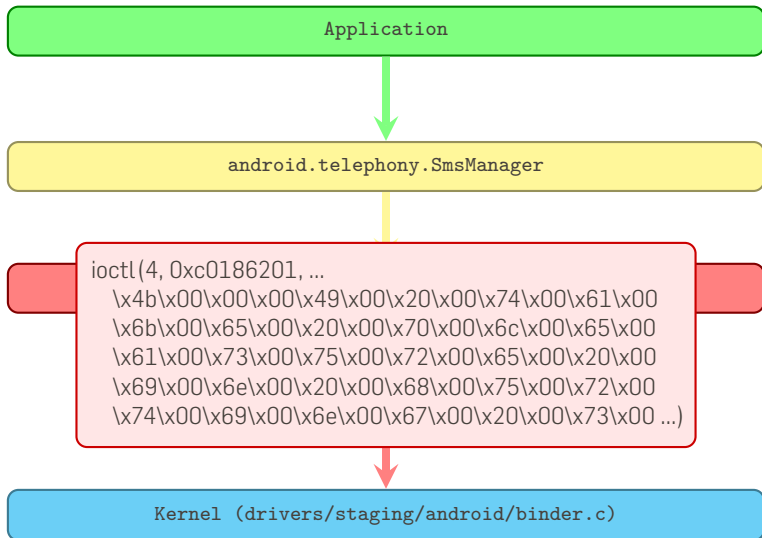 Application
android.telephony.SmsManager
ioctl(4, 0xc0186201, ...
\x4b\x00\x00\x00\x49\x00\x20\x00\x74\x00\x61\x00
\x6b\x00\x65\x00\x20\x00\x70\x00\x6c\x00\x65\x00
\x61\x00\x73\x00\x75\x00\x72\x00\x65\x00\x20\x00
\x69\x00\x6e\x00\x20\x00\x68\x00\x75\x00\x72\x00
\x74\x00\x69\x00\x6e\x00\x67\x00\x20\x00\x73\x00 ...)
Kernel (drivers/staging/android/binder.c)